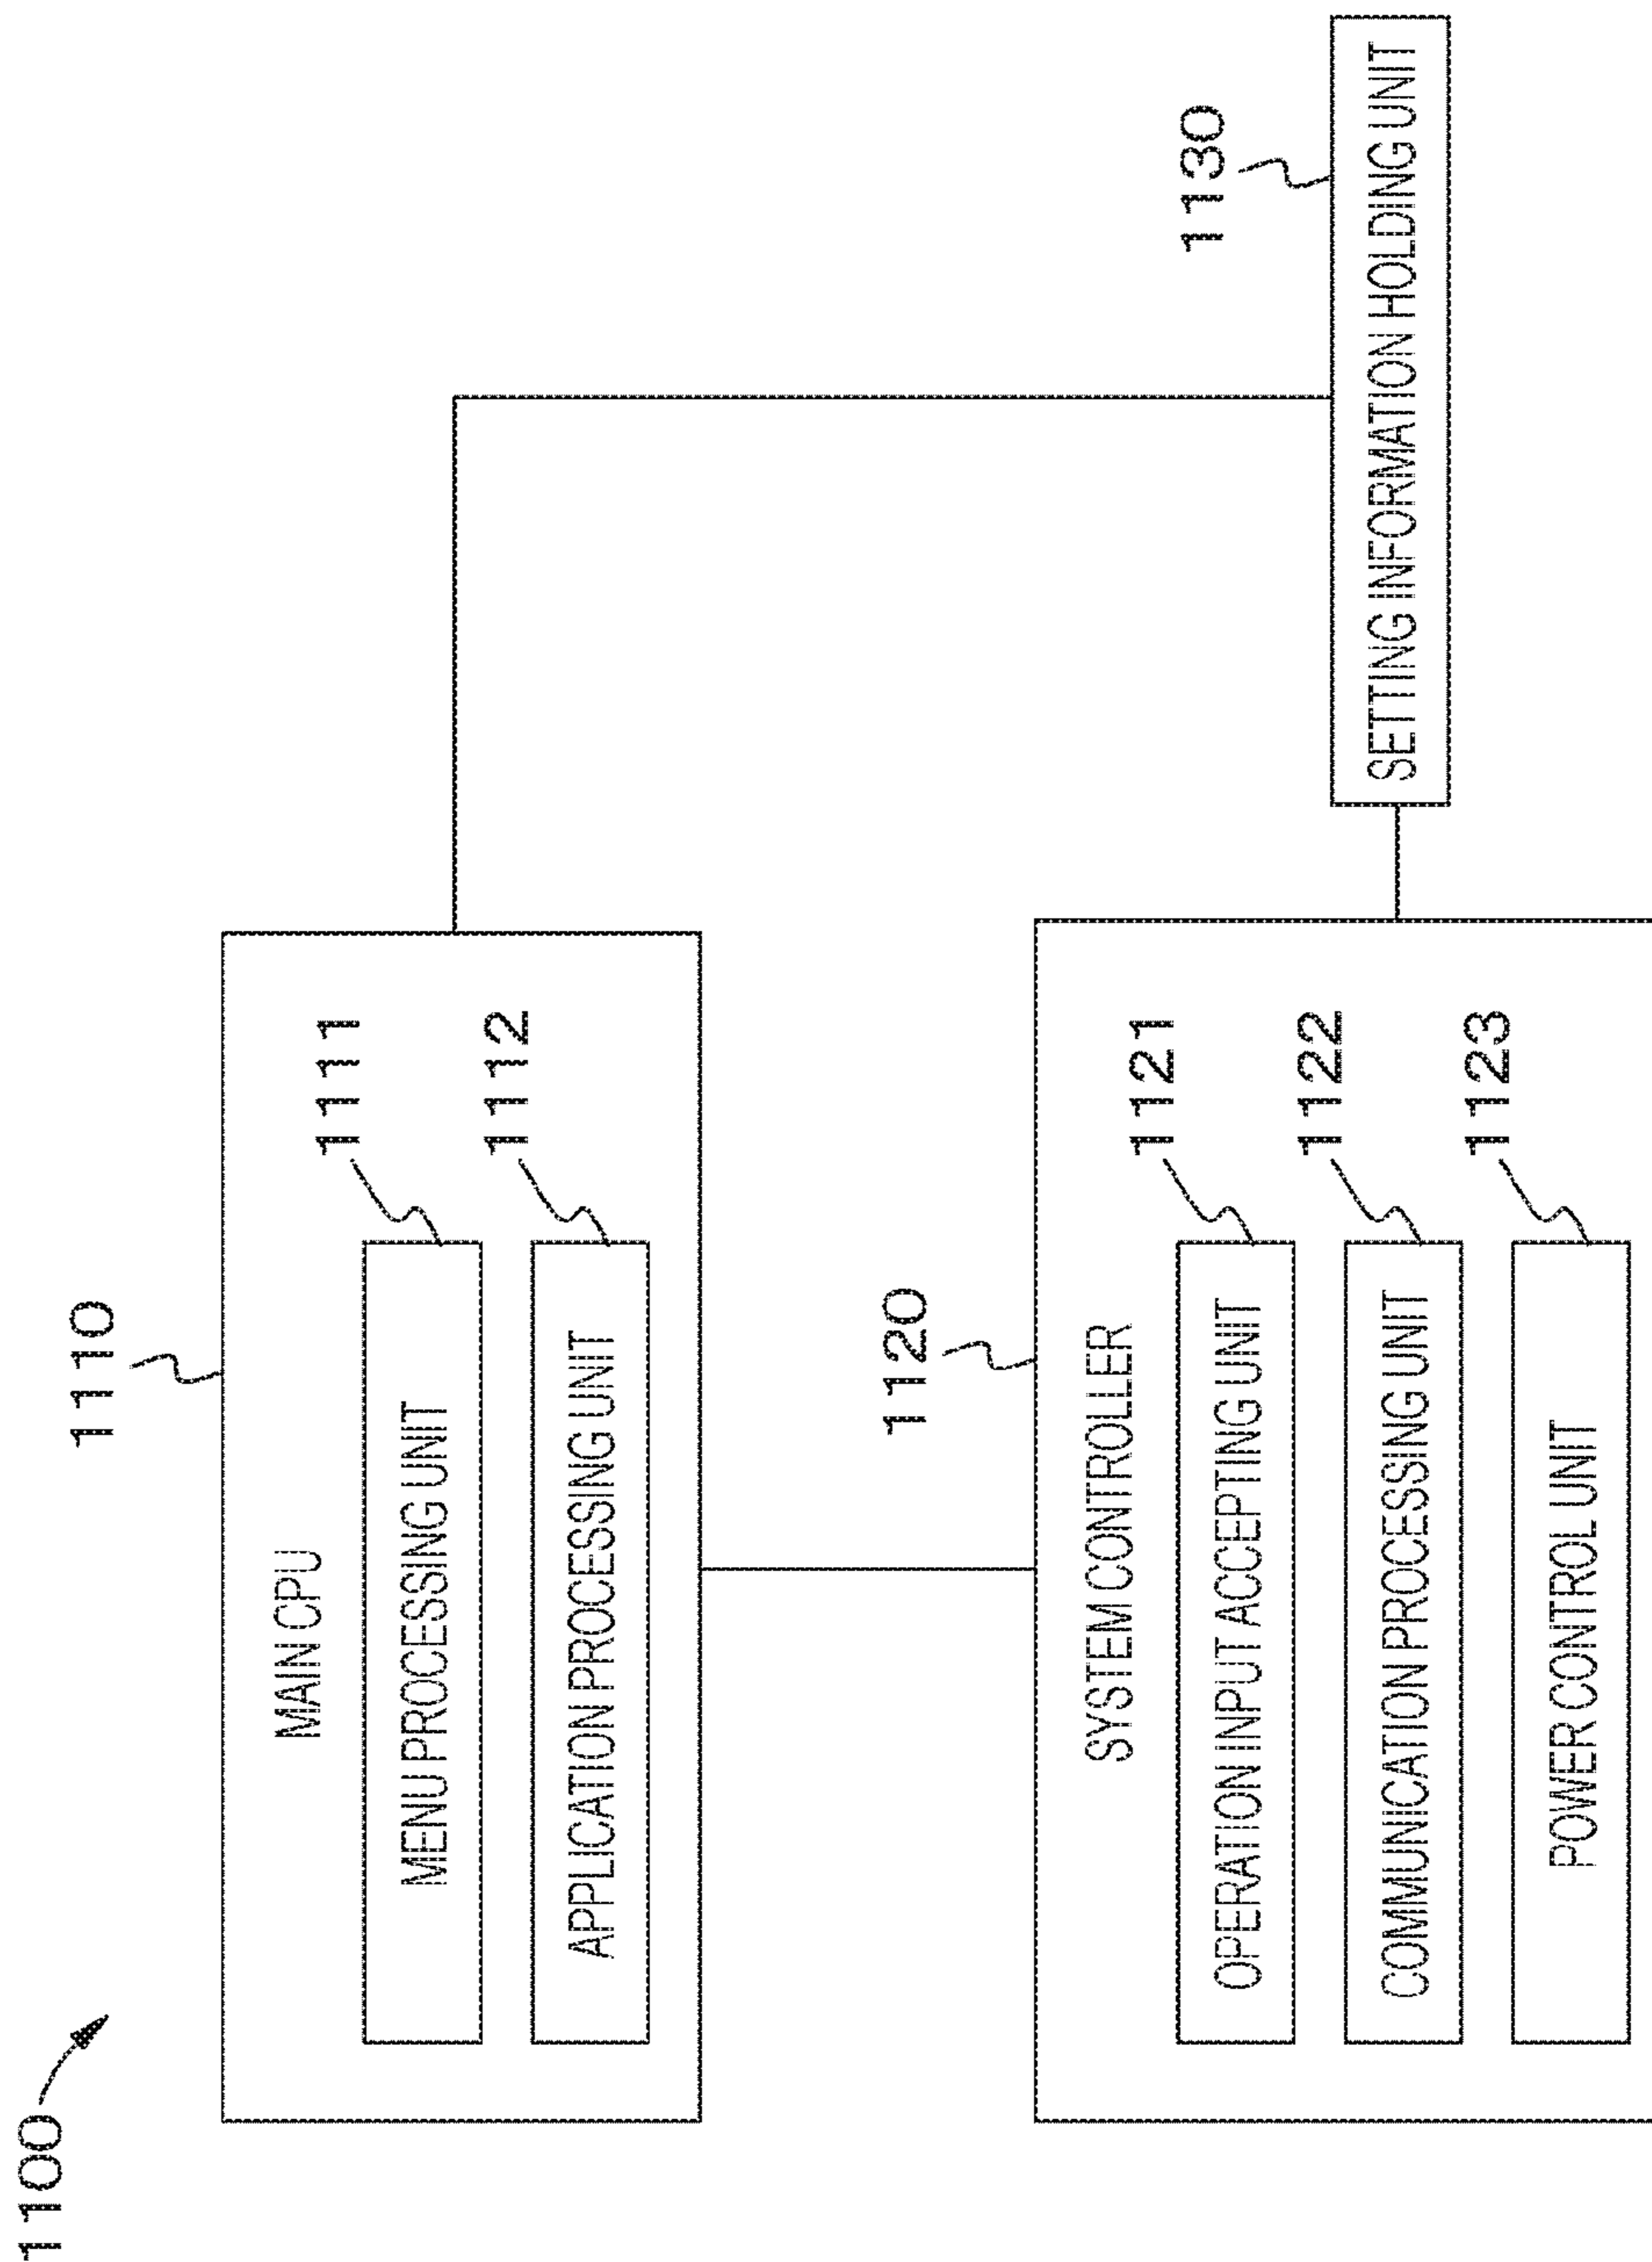 1100
1110
MAIN CPU
1111
MENU PROCESSING UNIT
1112
APPLICATION PROCESSING UNIT
1120
SYSTEM CONTROLLER
1121
OPERATION INPUT ACCEPTING UNIT
1122
COMMUNICATION PROCESSING UNIT
1123
POWER CONTROL UNIT
1130
SETTING INFORMATION HOLDING UNIT